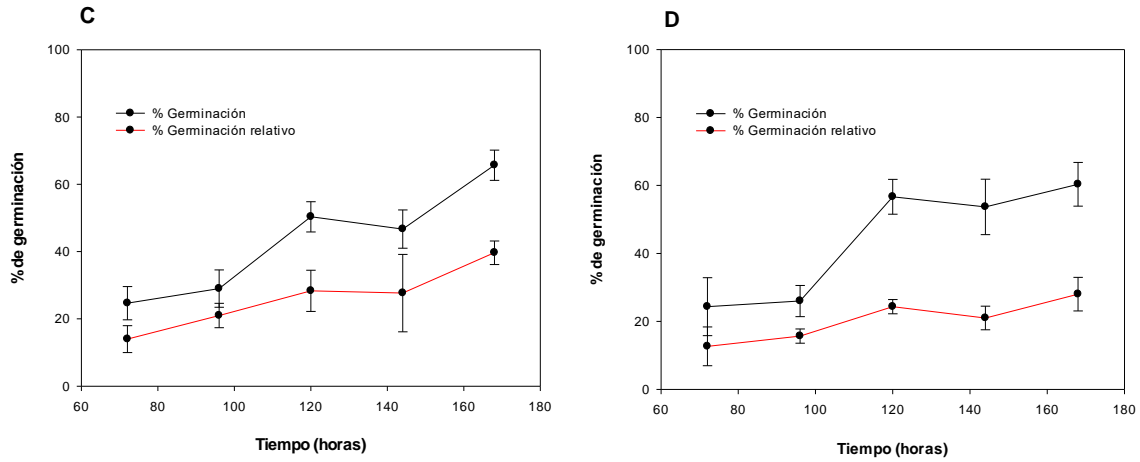 C
100
80
60
40
20
0
% de germinación
% Germinación
% Germinación relativo
60 80 100 120 140 160 180
Tiempo (horas)
D
100
80
60
40
20
0
% de germinación
% Germinación
% Germinación relativo
60 80 100 120 140 160 180
Tiempo (horas)